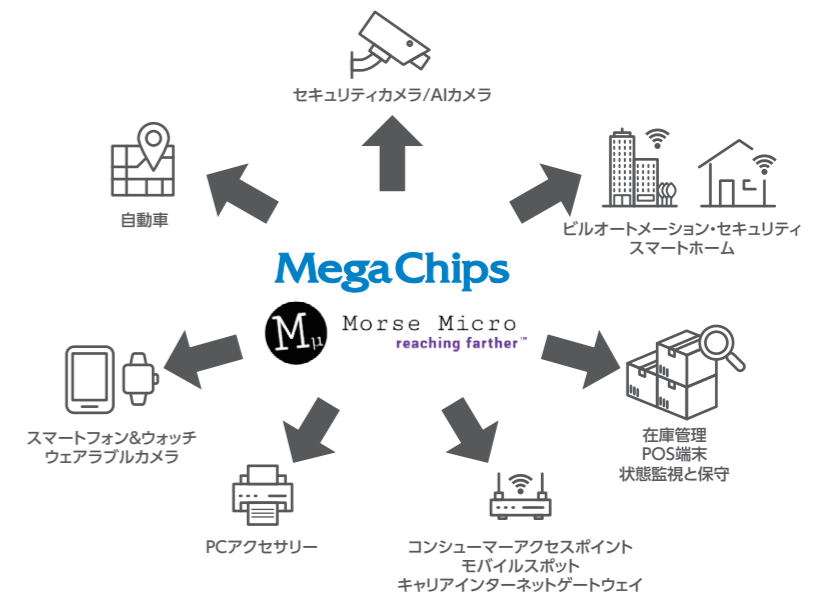 セキュリティカメラ/AIカメラ
自動車
ビルオートメーション・セキュリティ
スマートホーム
MegaChips
Mμ
Morse Micro
reaching farther™
スマートフォン&ウォッチ
ウェアラブルカメラ
在庫管理
POS端末
状態監視と保守
PCアクセサリー
コンシューマーアクセスポイント
モバイルスポット
キャリアインターネットゲートウェイ